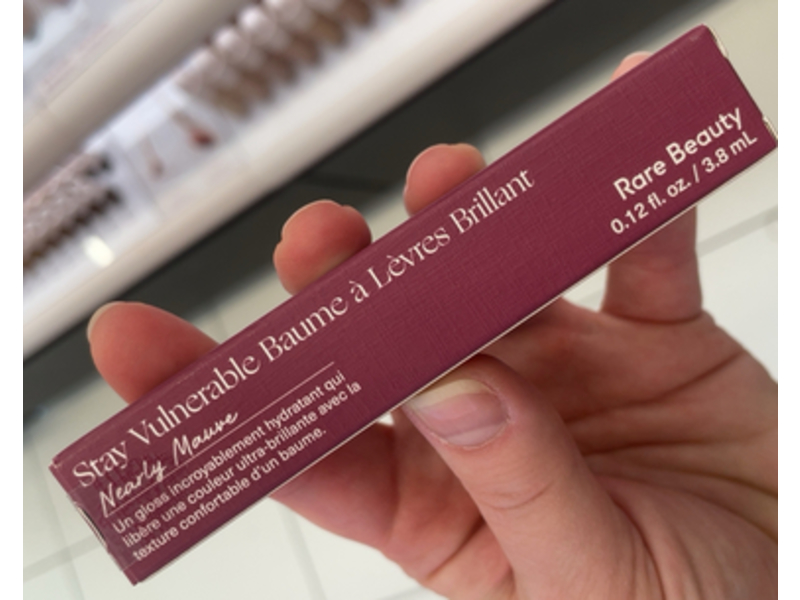 Stay Vulnerable Baume à Lèvres Brillant
Nearly Mauve
Un gloss incroyablement hydratant qui
libère une couleur ultra-brillante avec la
texture confortable d'un baume.
Rare Beauty
0.12 fl. oz. / 3.8 mL